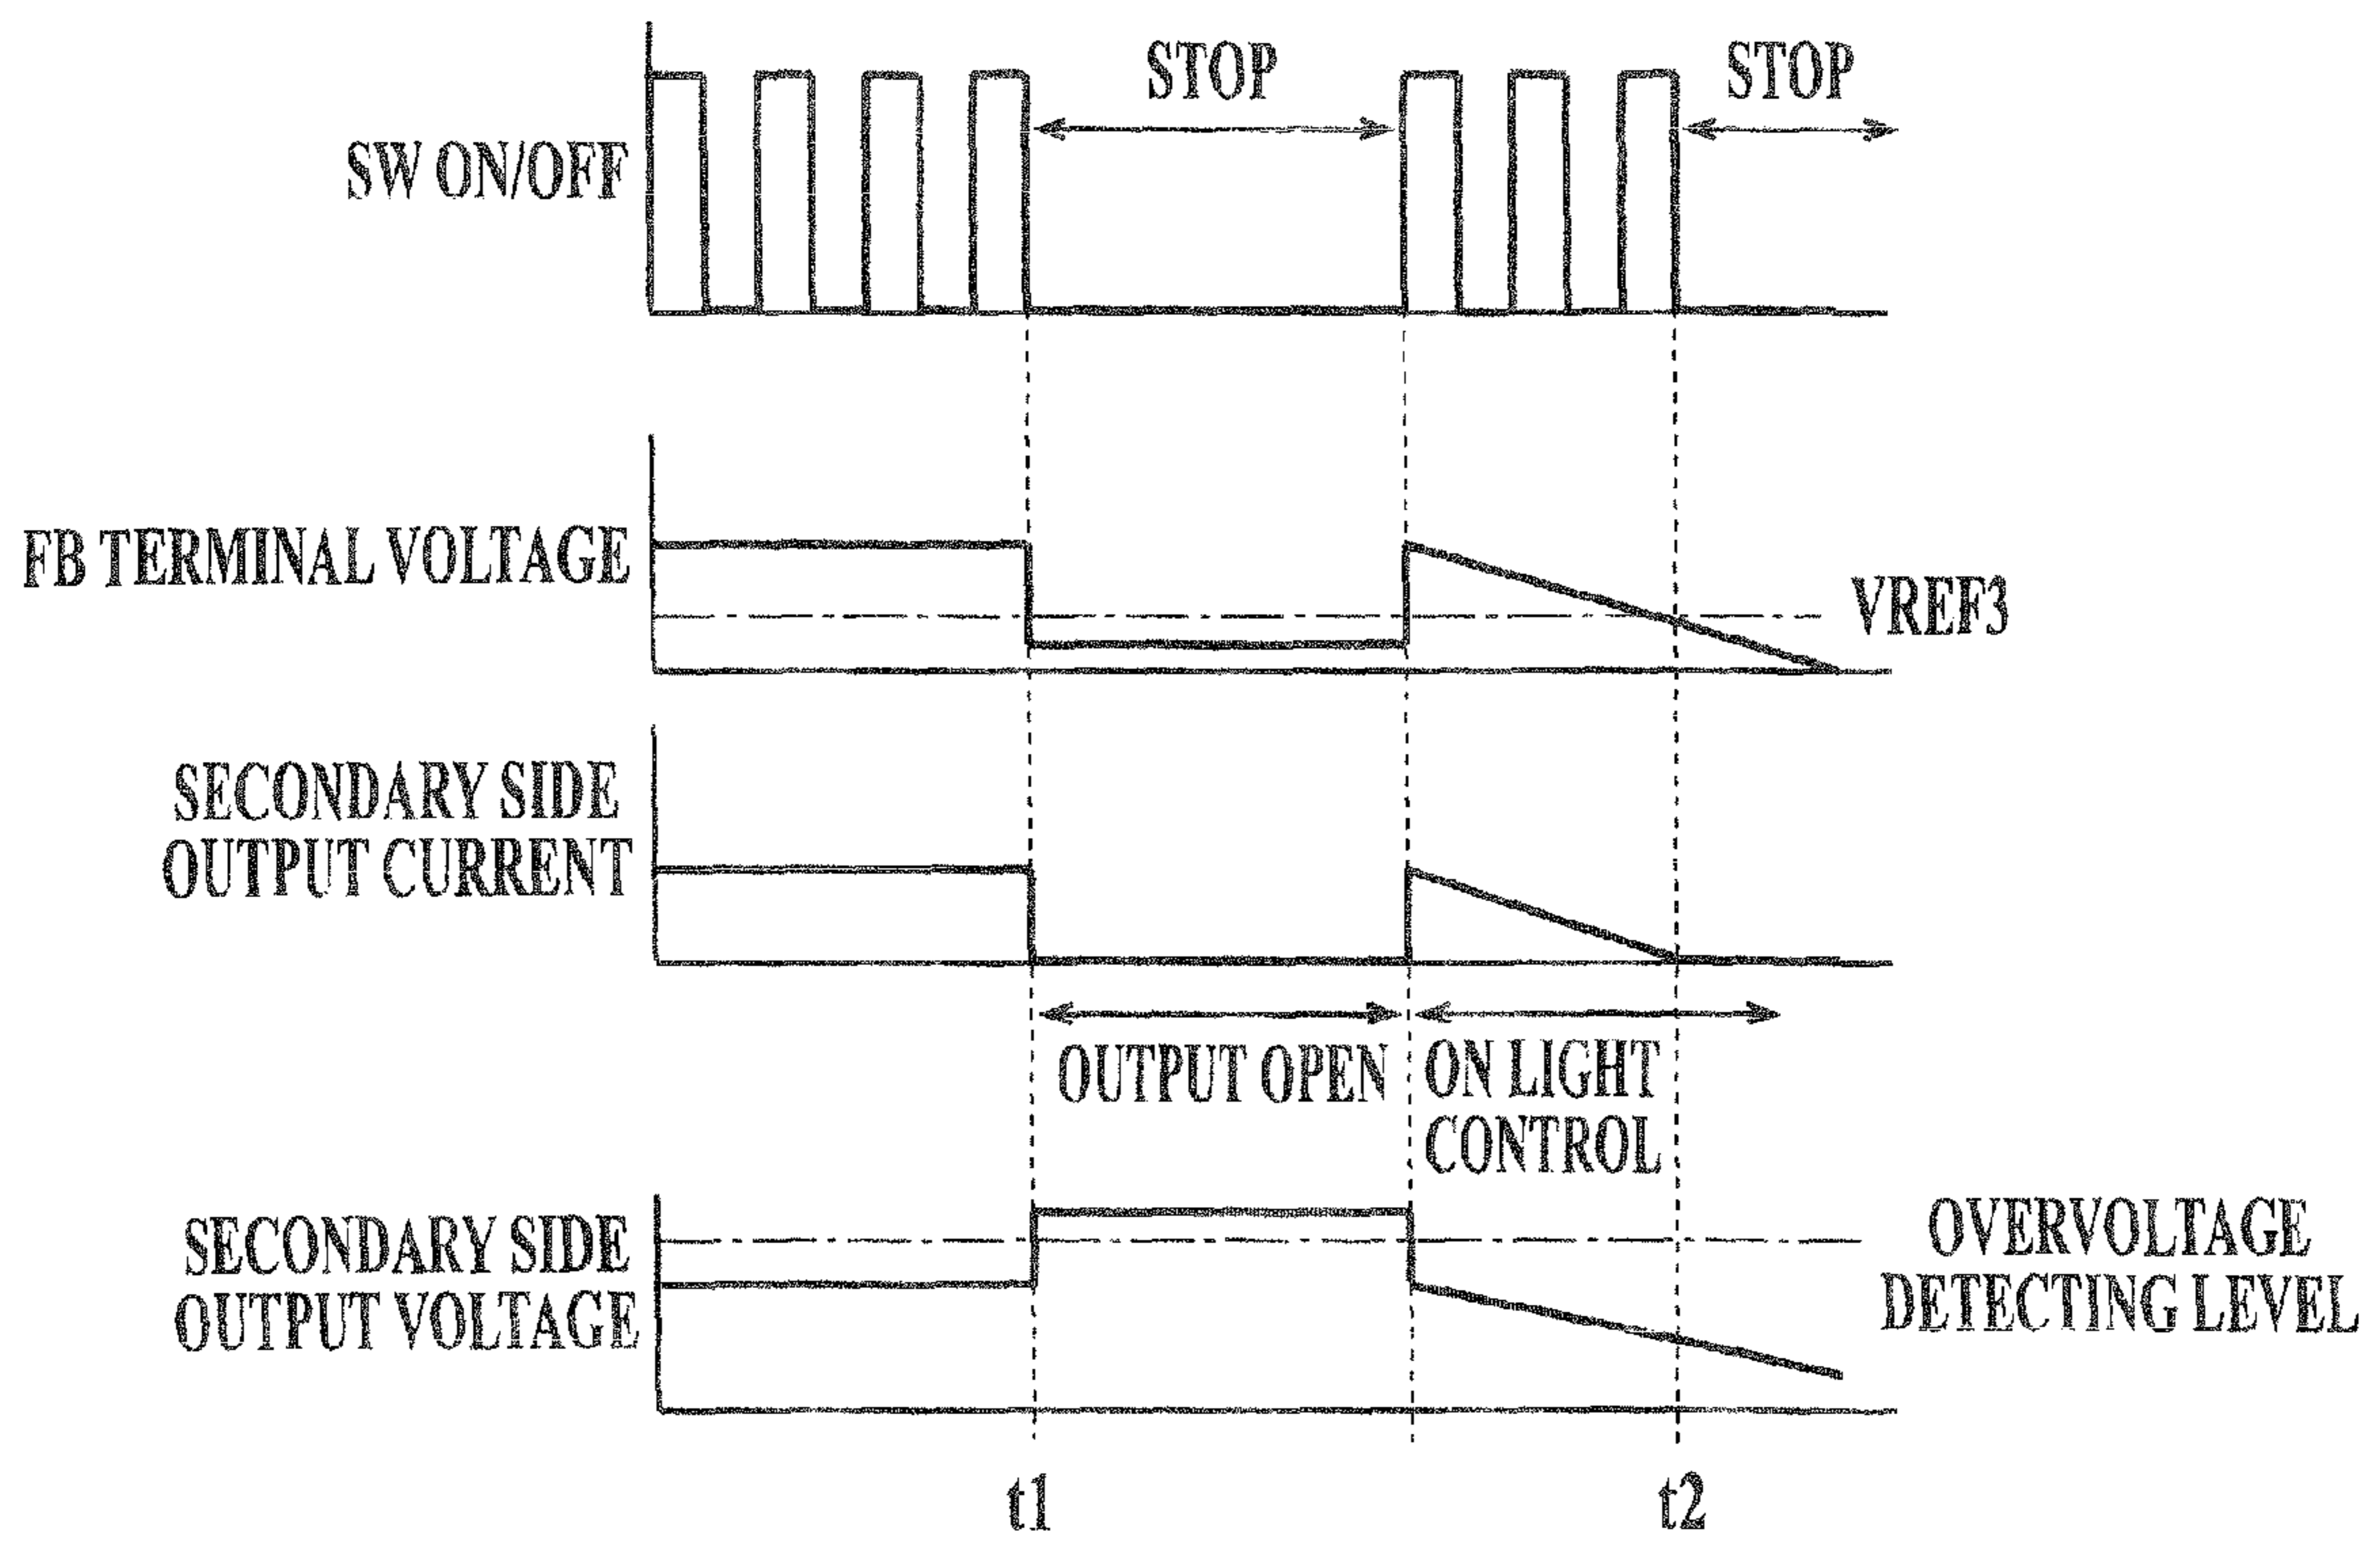 STOP
STOP
SW ON/OFF
FB TERMINAL VOLTAGE
VREF3
SECONDARY SIDE
OUTPUT CURRENT
OUTPUT OPEN
ON LIGHT
CONTROL
SECONDARY SIDE
OUTPUT VOLTAGE
OVERVOLTAGE
DETECTING LEVEL
t1
t2